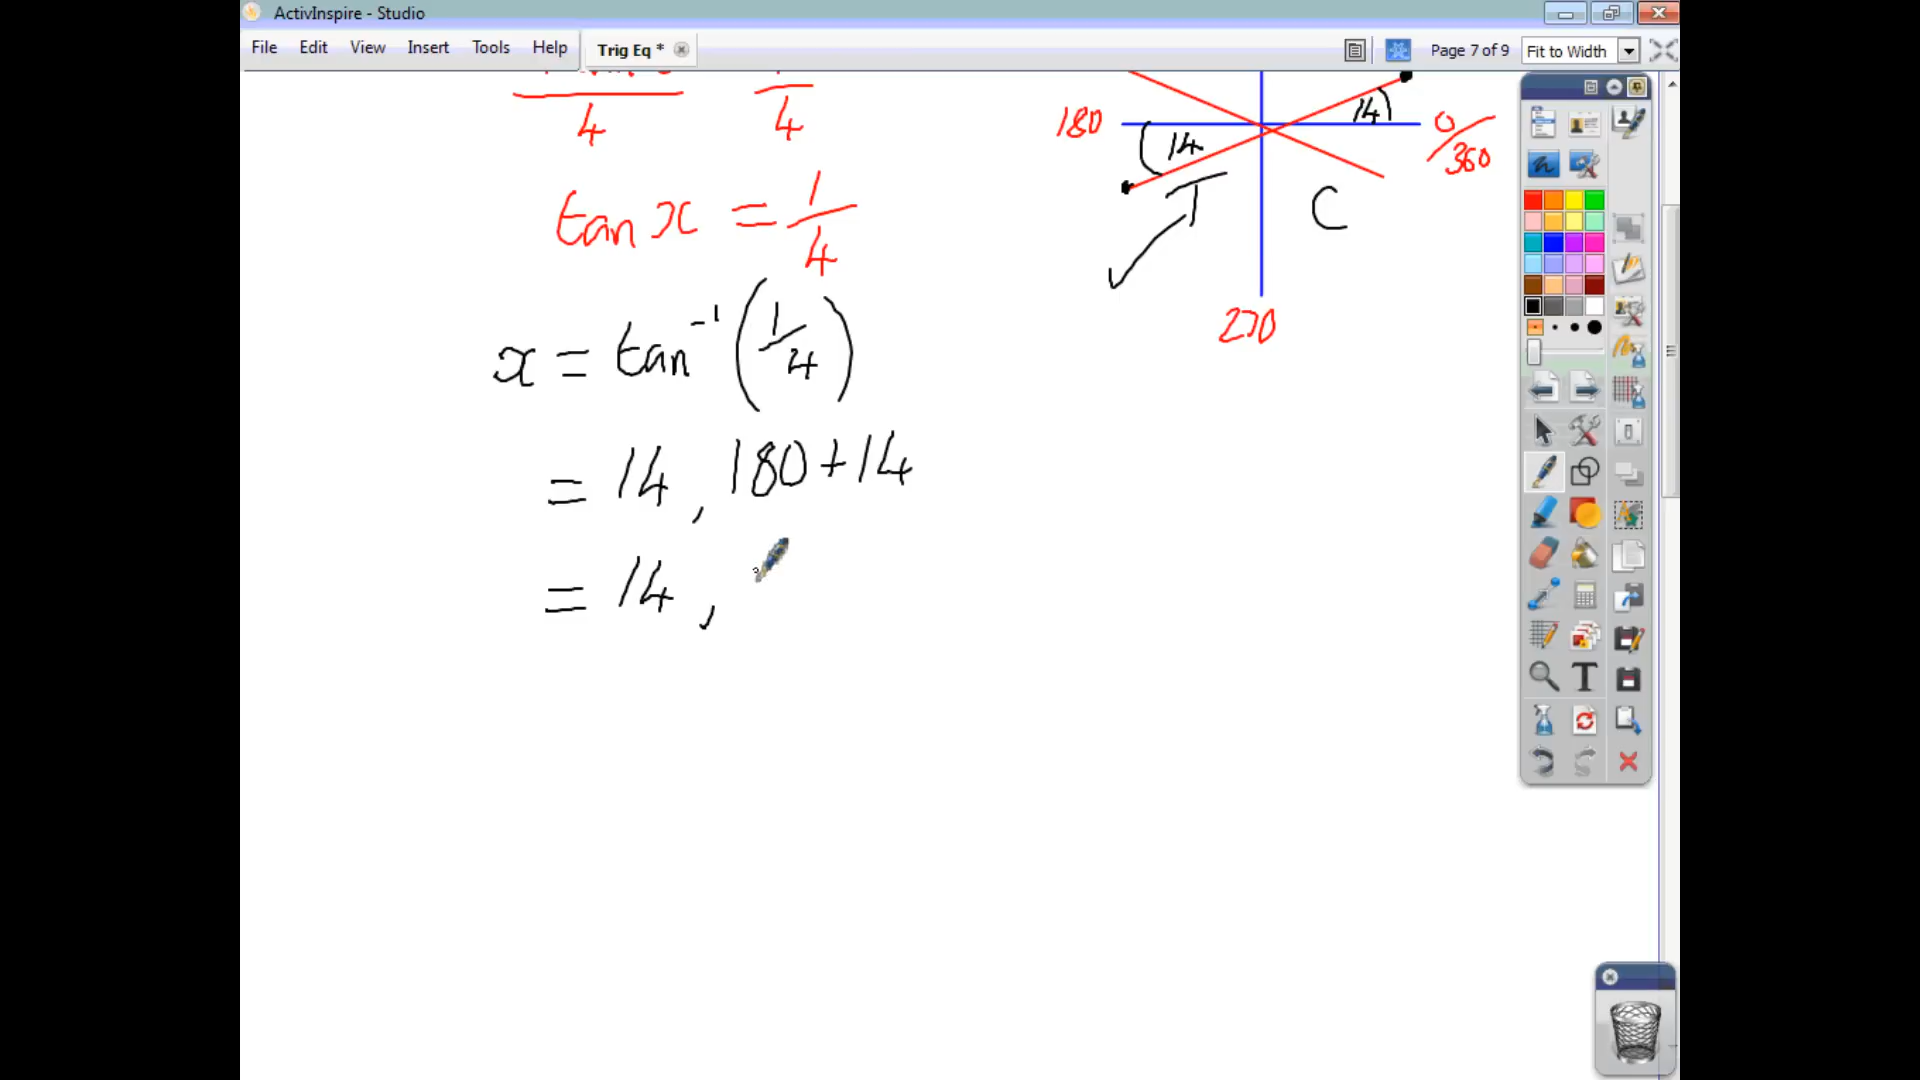 ActivInspire - Studio
File Edit View Insert Tools Help Trig Eq * Page 7 of 9 Fit to Width
4 4
tan x = 1/4
x = tan⁻¹ (1/4)
= 14 , 180+14
= 14 ,
180
14
14
0/360
T
C
270